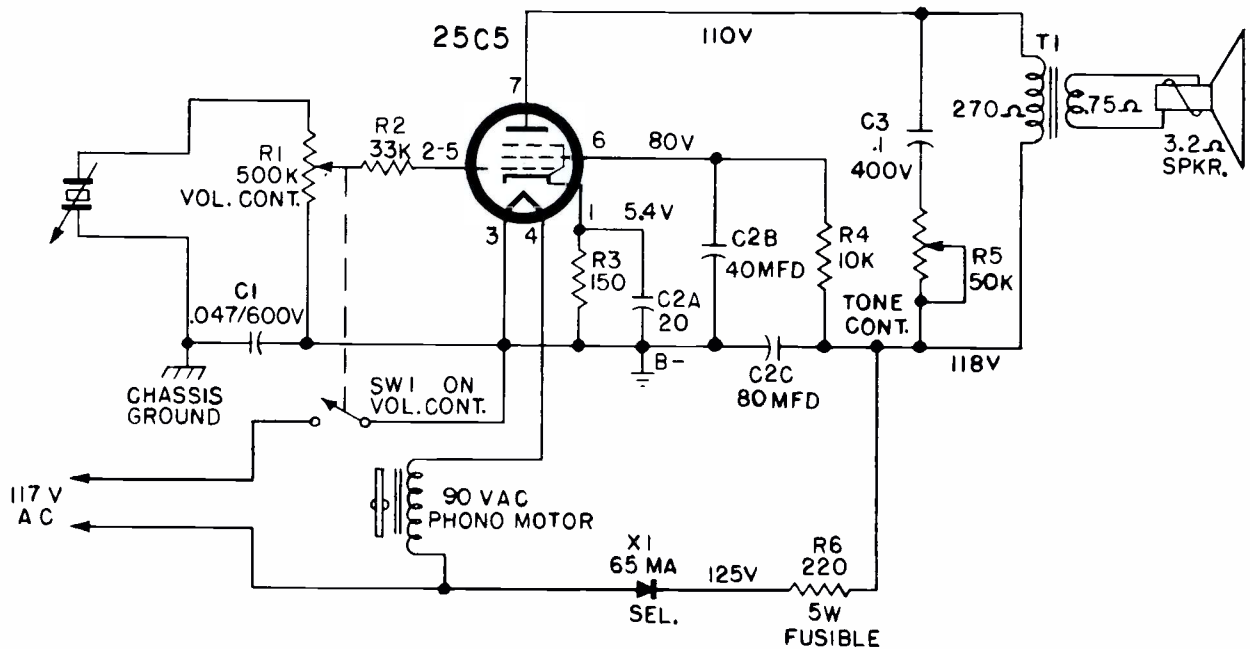 25C5
110V
T1
7
270Ω
.75Ω
3.2Ω
SPKR.
C3
.1
400V
R2
33K
2-5
6
80V
R1
500K
VOL. CONT.
1
5.4V
3
4
R3
150
C2A
20
C2B
40MFD
R4
10K
R5
50K
TONE
CONT.
C1
.047/600V
B-
C2C
80MFD
118V
CHASSIS
GROUND
SW1 ON
VOL. CONT.
117V
AC
90 VAC
PHONO MOTOR
X1
65 MA
SEL.
125V
R6
220
5W
FUSIBLE